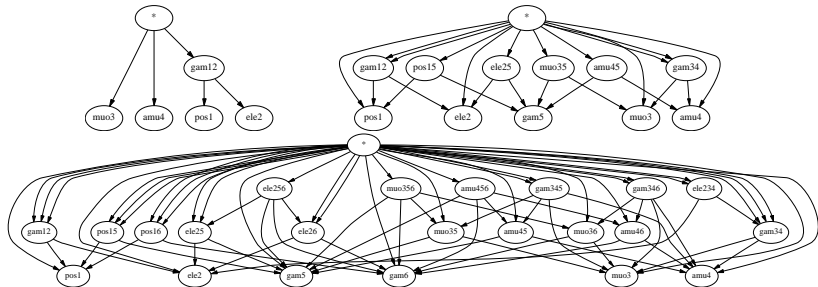 *
gam12
muo3 amu4 pos1 ele2
*
gam12 pos15 ele25 muo35 amu45 gam34
pos1 ele2 gam5 muo3 amu4
*
ele256 muo356 amu456 gam345 gam346 ele234
gam12 pos15 pos16 ele25 ele26 muo35 amu45 muo36 amu46 gam34
pos1 ele2 gam5 gam6 muo3 amu4